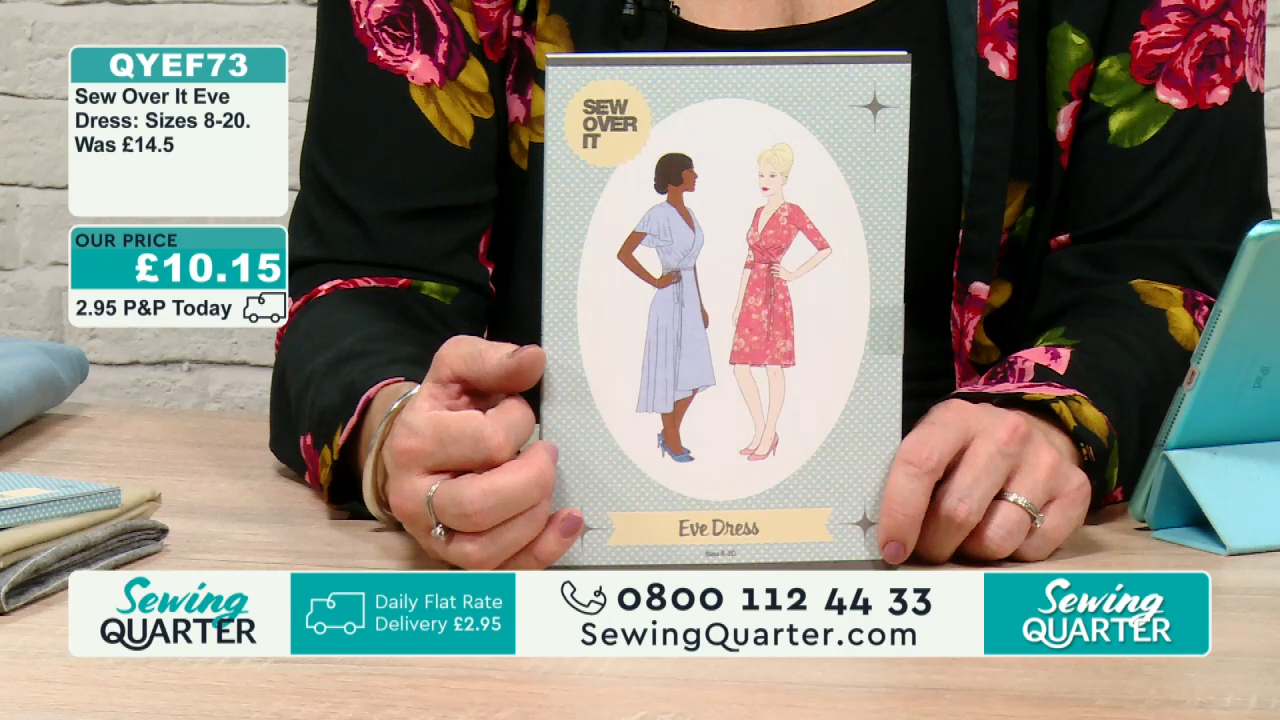 QYEF73
Sew Over It Eve
Dress: Sizes 8-20.
Was £14.5
OUR PRICE
£10.15
2.95 P&P Today
SEW
OVER
IT
Eve Dress
Sizes 8-20
iPad
Sewing
QUARTER
Daily Flat Rate
Delivery £2.95
0800 112 44 33
SewingQuarter.com
Sewing
QUARTER